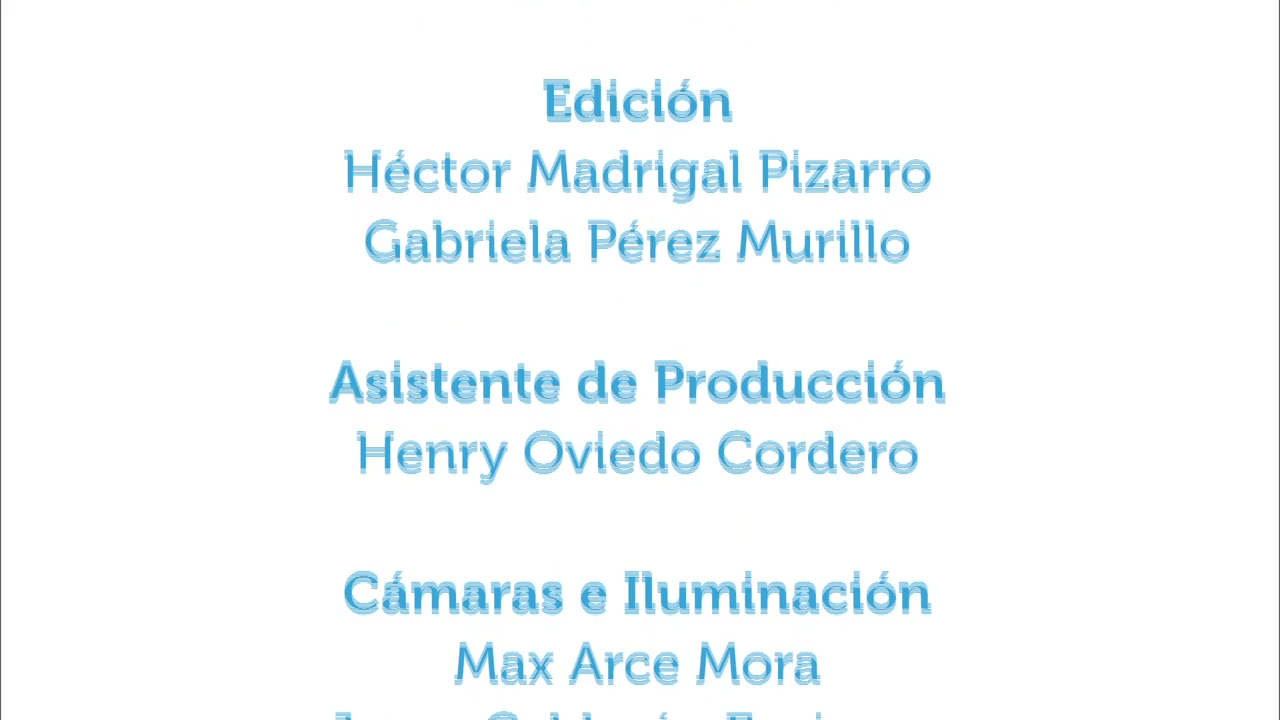 Edición
Héctor Madrigal Pizarro
Gabriela Pérez Murillo
Asistente de Producción
Henry Oviedo Cordero
Cámaras e Iluminación
Max Arce Mora